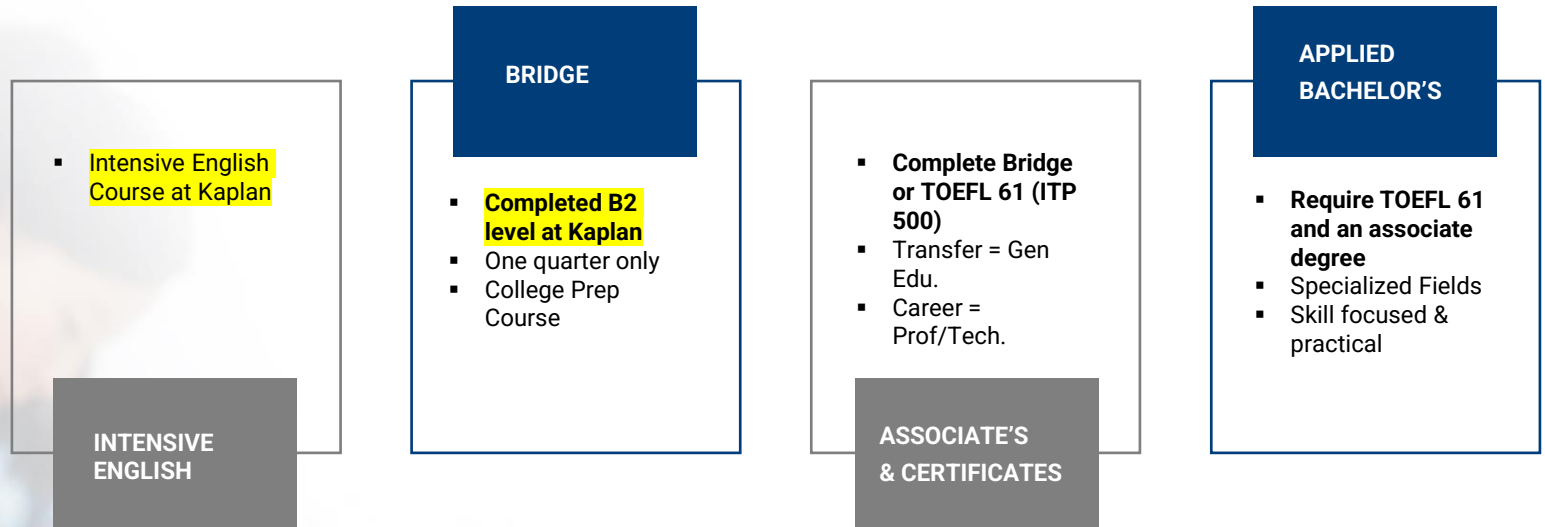 ▪ Intensive English
Course at Kaplan
INTENSIVE
ENGLISH
BRIDGE
▪ Completed B2
level at Kaplan
▪ One quarter only
▪ College Prep
Course
▪ Complete Bridge
or TOEFL 61 (ITP
500)
▪ Transfer = Gen
Edu.
▪ Career =
Prof/Tech.
ASSOCIATE’S
& CERTIFICATES
APPLIED
BACHELOR’S
▪ Require TOEFL 61
and an associate
degree
▪ Specialized Fields
▪ Skill focused &
practical